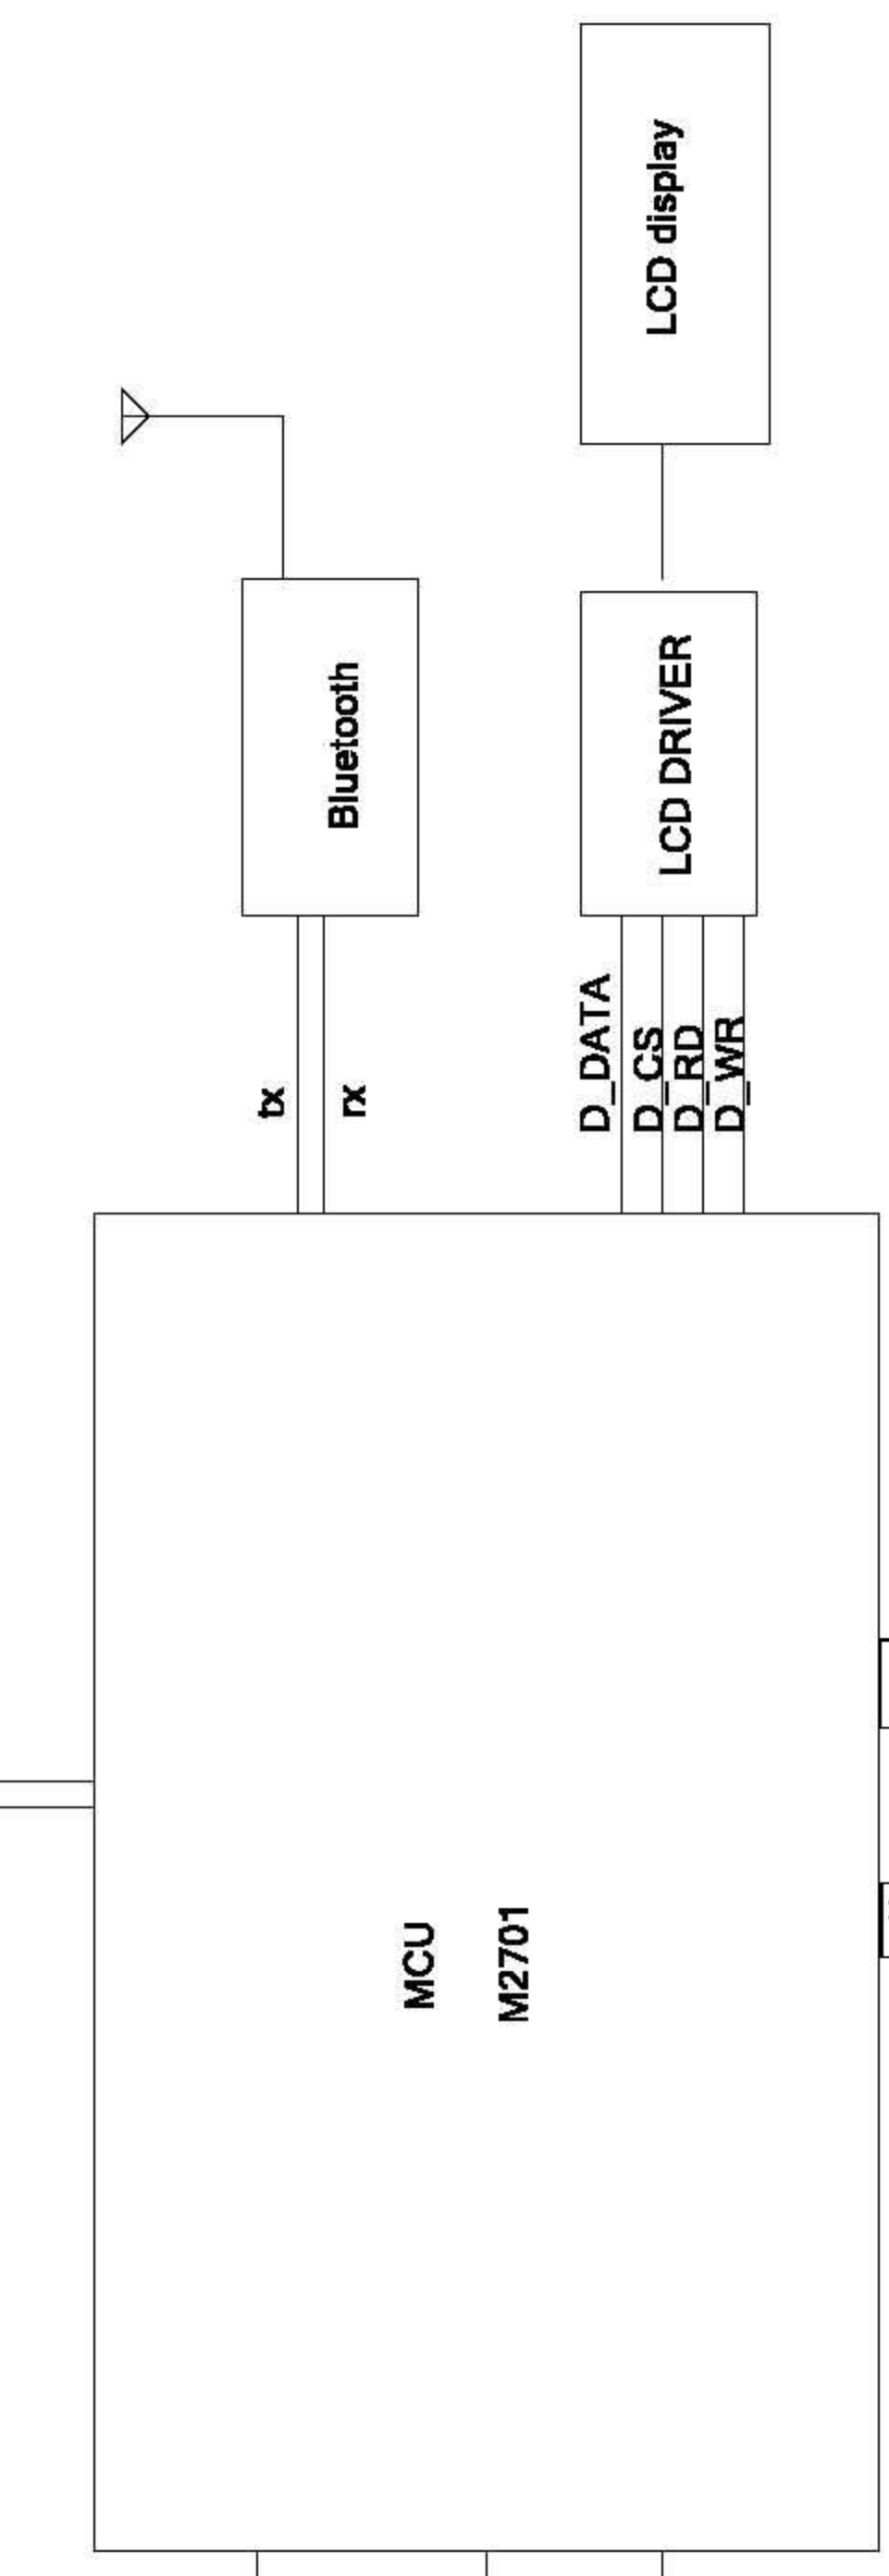 LCD display
Bluetooth
LCD DRIVER
tx
rx
D_DATA
D_CS
D_RD
D_WR
MCU
M2701